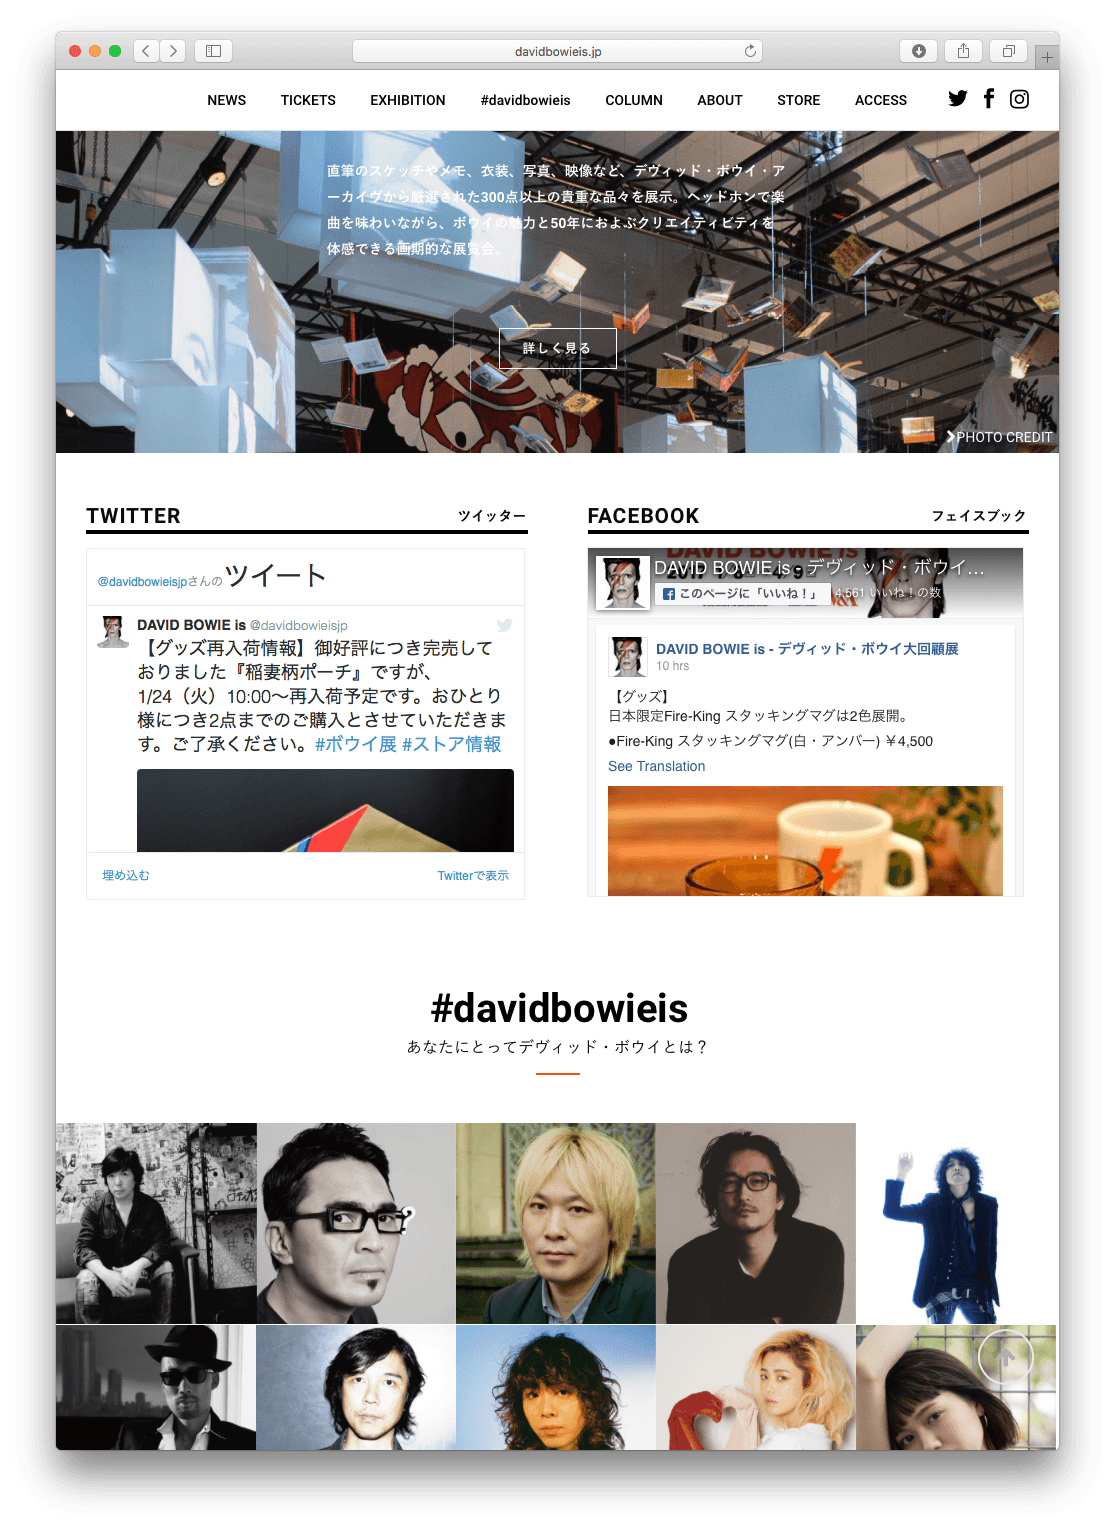 davidbowieis.jp
NEWS TICKETS EXHIBITION #davidbowieis COLUMN ABOUT STORE ACCESS
直筆のスケッチやメモ、衣装、写真、映像など、デヴィッド・ボウイ・ア
ーカイヴから厳選された300点以上の貴重な品々を展示。ヘッドホンで楽
曲を味わいながら、ボウイの魅力と50年におよぶクリエイティビティを
体感できる画期的な展覧会。
詳しく見る
PHOTO CREDIT
TWITTER ツイッター
@davidbowieisjpさんのツイート
DAVID BOWIE is @davidbowieisjp
【グッズ再入荷情報】御好評につき完売して
おりました『稲妻柄ポーチ』ですが、
1/24（火）10:00〜再入荷予定です。おひとり
様につき2点までのご購入とさせていただきま
す。ご了承ください。#ボウイ展 #ストア情報
埋め込む Twitterで表示
FACEBOOK フェイスブック
DAVID BOWIE is
DAVID BOWIE is - デヴィッド・ボウイ…
このページに「いいね！」 4,561 いいね！の数
DAVID BOWIE is - デヴィッド・ボウイ大回顧展
10 hrs
【グッズ】
日本限定Fire-King スタッキングマグは2色展開。
●Fire-King スタッキングマグ(白・アンバー) ￥4,500
See Translation
#davidbowieis
あなたにとってデヴィッド・ボウイとは？